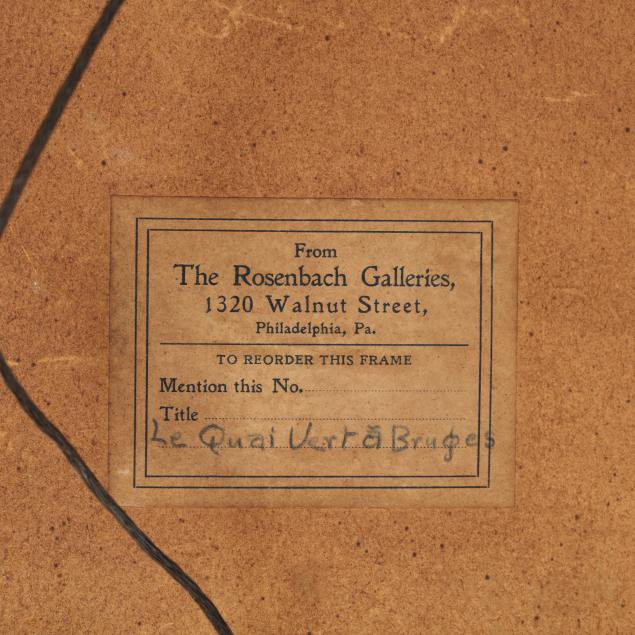 From
The Rosenbach Galleries,
1320 Walnut Street,
Philadelphia, Pa.
TO REORDER THIS FRAME
Mention this No.
Title
Le Quai Vert à Bruges